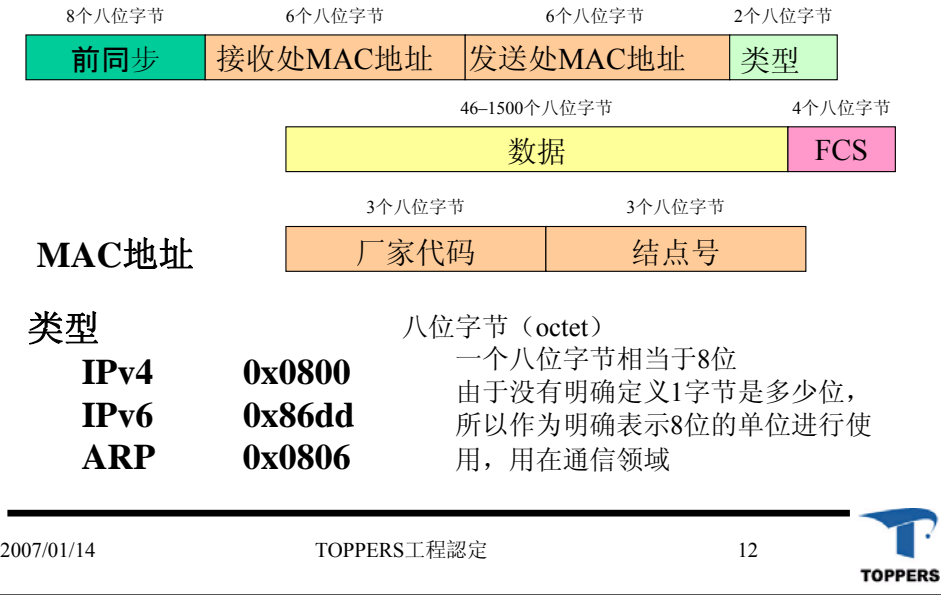 8个八位字节 6个八位字节 6个八位字节 2个八位字节
前同步 接收处MAC地址 发送处MAC地址 类型
46–1500个八位字节 4个八位字节
数据 FCS
3个八位字节 3个八位字节
MAC地址 厂家代码 结点号
类型
IPv4 0x0800
IPv6 0x86dd
ARP 0x0806
八位字节（octet）
一个八位字节相当于8位
由于没有明确定义1字节是多少位，
所以作为明确表示8位的单位进行使
用，用在通信领域
2007/01/14 TOPPERS工程認定 12
TOPPERS